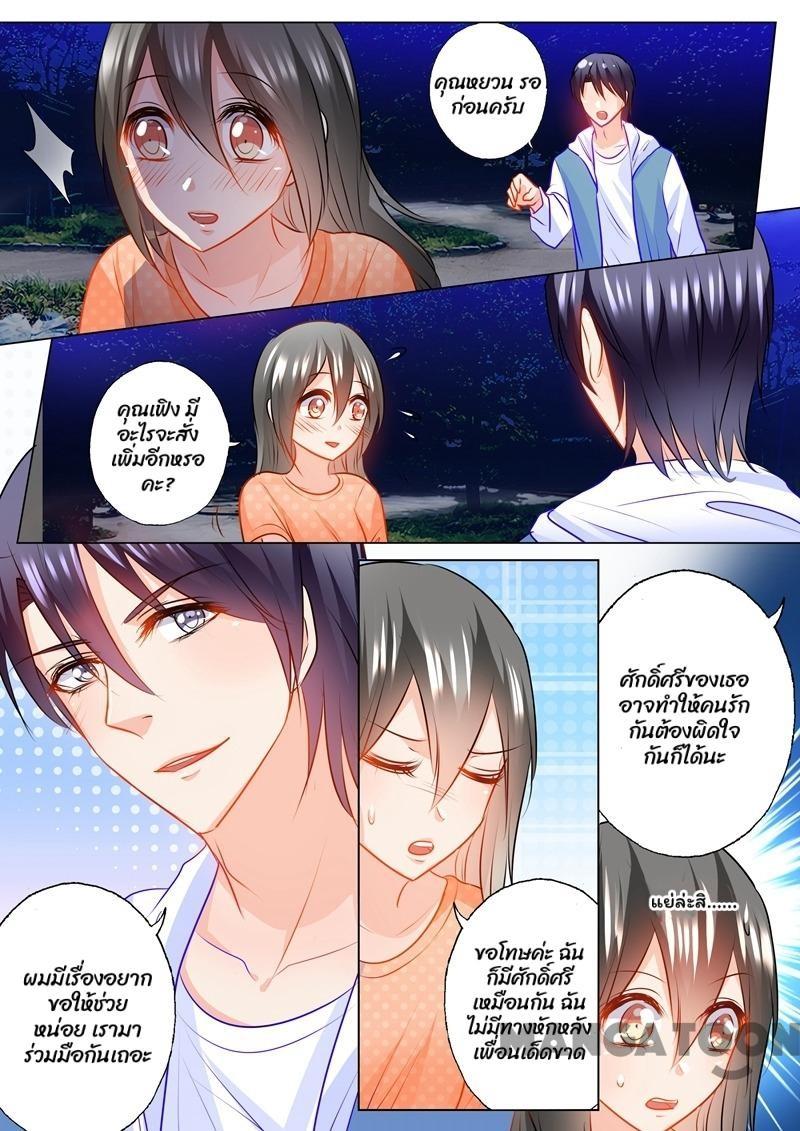 คุณหยวน รอ
ก่อนครับ
คุณเฟิง มี
อะไรจะสั่ง
เพิ่มอีกหรอ
คะ?
ผมมีเรื่องอยาก
ขอให้ช่วย
หน่อย เรามา
ร่วมมือกันเถอะ
ขอโทษค่ะ ฉัน
ก็มีศักดิ์ศรี
เหมือนกัน ฉัน
ไม่มีทางหักหลัง
เพื่อนเด็ดขาด
ศักดิ์ศรีของเธอ
อาจทำให้คนรัก
กันต้องผิดใจ
กันก็ได้นะ
แย่ล่ะสิ......
MANGATOON